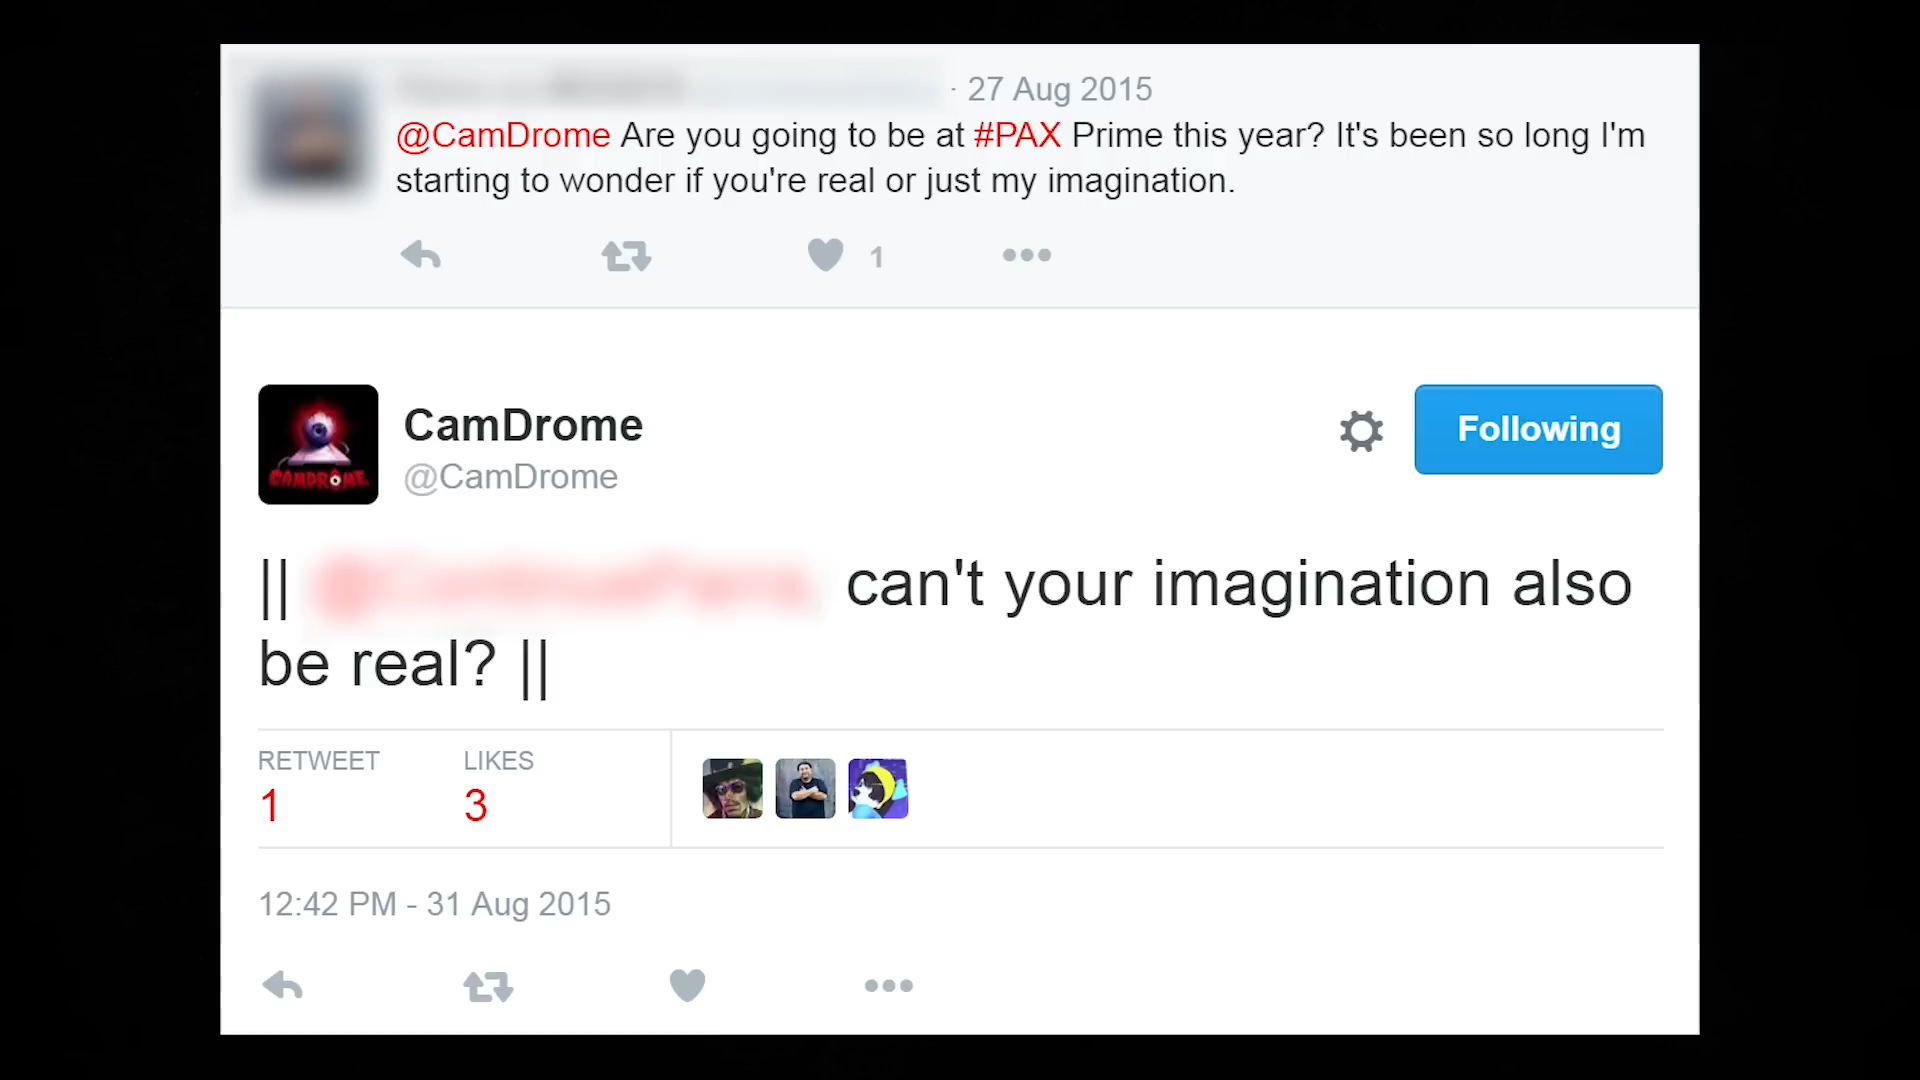 · 27 Aug 2015
@CamDrome Are you going to be at #PAX Prime this year? It's been so long I'm
starting to wonder if you're real or just my imagination.
1
CAMDROME
CamDrome
@CamDrome
Following
|| can't your imagination also
be real? ||
RETWEET LIKES
1 3
12:42 PM - 31 Aug 2015